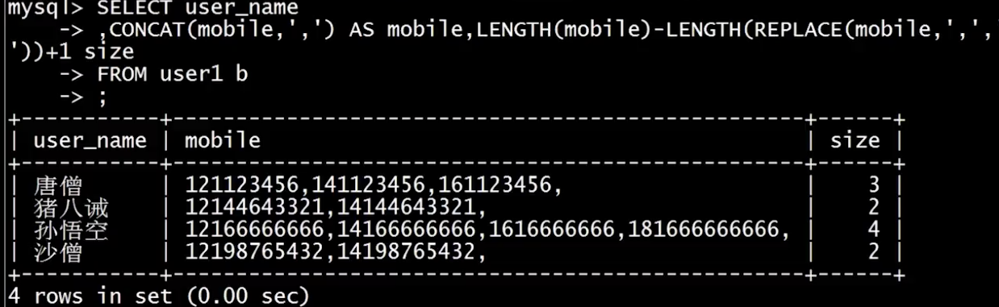 mysql> SELECT user_name
    -> ,CONCAT(mobile,',') AS mobile,LENGTH(mobile)-LENGTH(REPLACE(mobile,',',
'))+1 size
    -> FROM user1 b
    -> ;
+-----------+--------------------------------------------------+------+
| user_name | mobile                                           | size |
+-----------+--------------------------------------------------+------+
| 唐僧      | 121123456,141123456,161123456,                   |    3 |
| 猪八诫    | 12144643321,14144643321,                         |    2 |
| 孙悟空    | 12166666666,14166666666,1616666666,181666666666, |    4 |
| 沙僧      | 12198765432,14198765432,                         |    2 |
+-----------+--------------------------------------------------+------+
4 rows in set (0.00 sec)